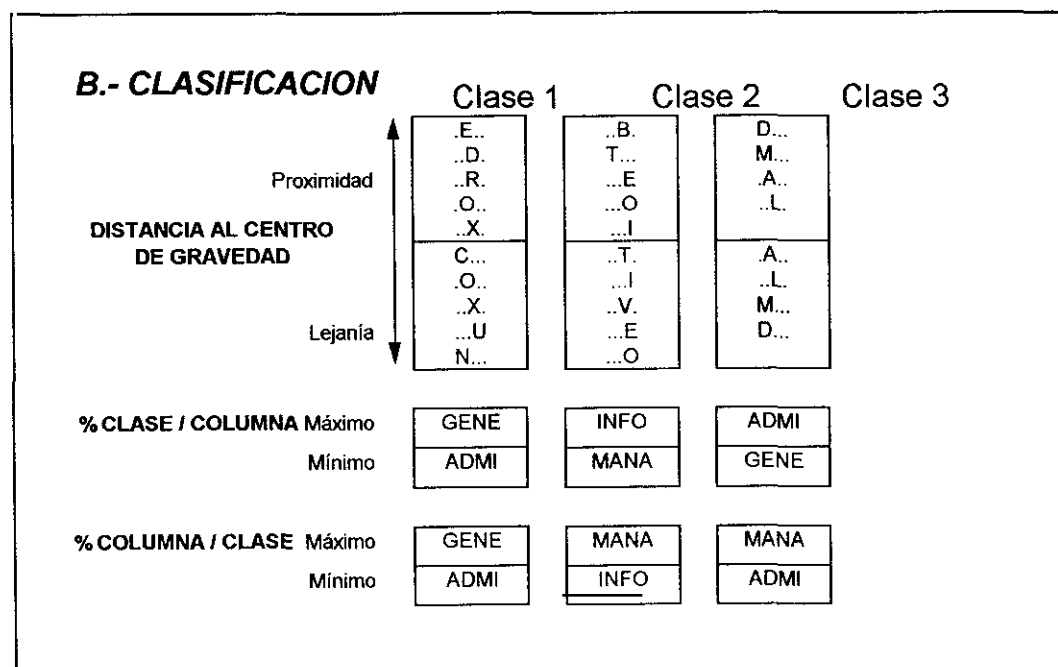 B.- CLASIFICACION
Clase 1 Clase 2 Clase 3
.E.. ..B. D...
..D. T... M...
Proximidad ..R. ...E .A..
.O.. ...O ..L.
..X. ...I
DISTANCIA AL CENTRO
DE GRAVEDAD
C... ..T. .A..
.O.. ...I ..L.
..X. ..V. M...
Lejanía ...U ...E D...
N... ...O
% CLASE / COLUMNA Máximo GENE INFO ADMI
Mínimo ADMI MANA GENE
% COLUMNA / CLASE Máximo GENE MANA MANA
Mínimo ADMI INFO ADMI